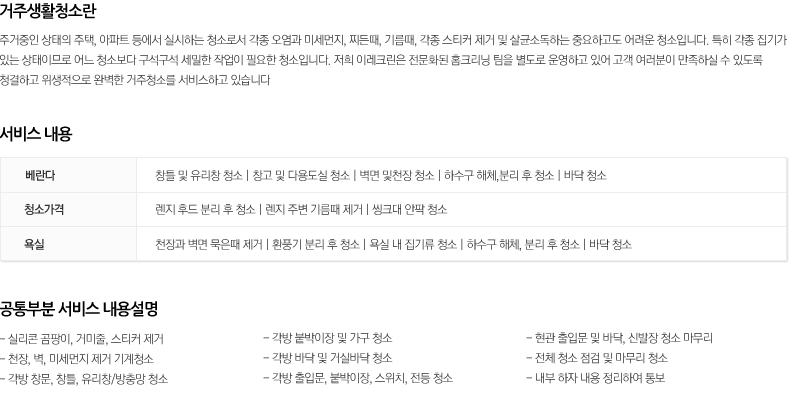 거주생활청소란
주거중인 상태의 주택, 아파트 등에서 실시하는 청소로서 각종 오염과 미세먼지, 찌든때, 기름때, 각종 스티커 제거 및 살균소독하는 중요하고도 어려운 청소입니다. 특히 각종 집기가
있는 상태이므로 어느 청소보다 구석구석 세밀한 작업이 필요한 청소입니다. 저희 이레크린은 전문화된 홈크리닝 팀을 별도로 운영하고 있어 고객 여러분이 만족하실 수 있도록
청결하고 위생적으로 완벽한 거주청소를 서비스하고 있습니다
서비스 내용
베란다 창틀 및 유리창 청소 | 창고 및 다용도실 청소 | 벽면 및천장 청소 | 하수구 해체,분리 후 청소 | 바닥 청소
청소가격 렌지 후드 분리 후 청소 | 렌지 주변 기름때 제거 | 씽크대 안팍 청소
욕실 천장과 벽면 묵은때 제거 | 환풍기 분리 후 청소 | 욕실 내 집기류 청소 | 하수구 해체, 분리 후 청소 | 바닥 청소
공통부분 서비스 내용설명
- 실리콘 곰팡이, 거미줄, 스티커 제거
- 천장, 벽, 미세먼지 제거 기계청소
- 각방 창문, 창틀, 유리창/방충망 청소
- 각방 붙박이장 및 가구 청소
- 각방 바닥 및 거실바닥 청소
- 각방 출입문, 붙박이장, 스위치, 전등 청소
- 현관 출입문 및 바닥, 신발장 청소 마무리
- 전체 청소 점검 및 마무리 청소
- 내부 하자 내용 정리하여 통보